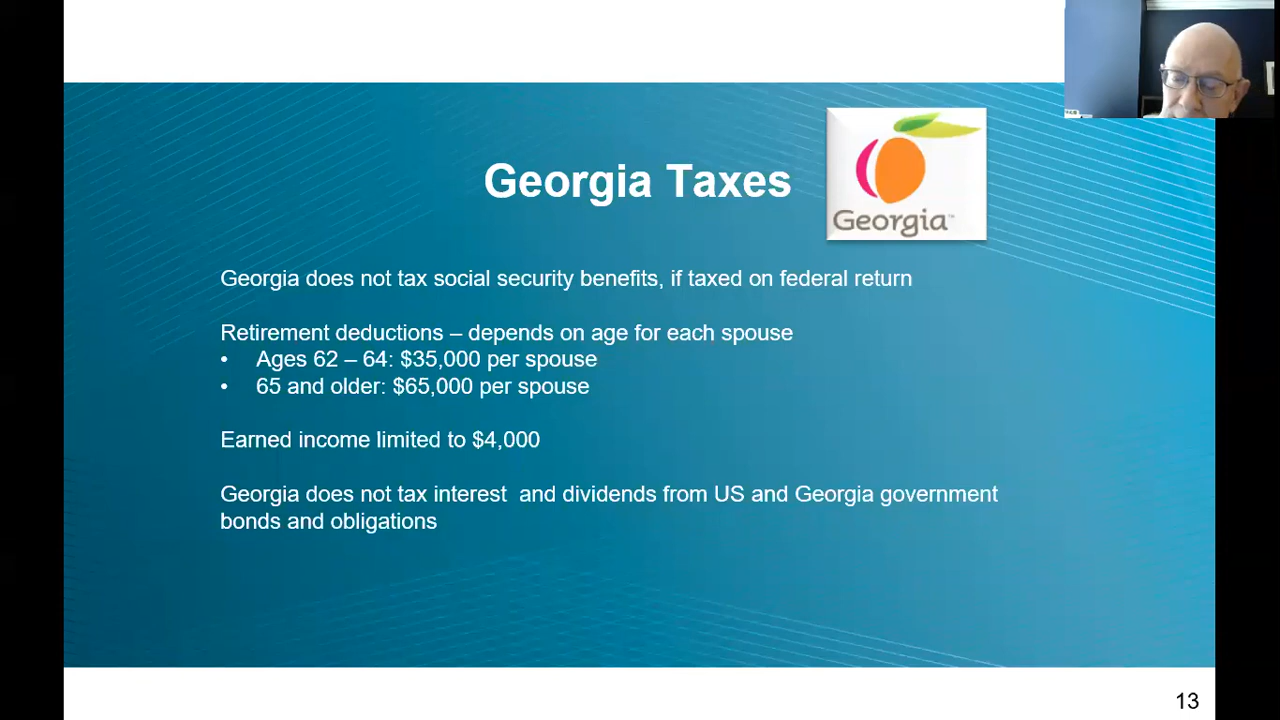 Georgia Taxes
Georgia™
Georgia does not tax social security benefits, if taxed on federal return
Retirement deductions – depends on age for each spouse
• Ages 62 – 64: $35,000 per spouse
• 65 and older: $65,000 per spouse
Earned income limited to $4,000
Georgia does not tax interest  and dividends from US and Georgia government
bonds and obligations
13